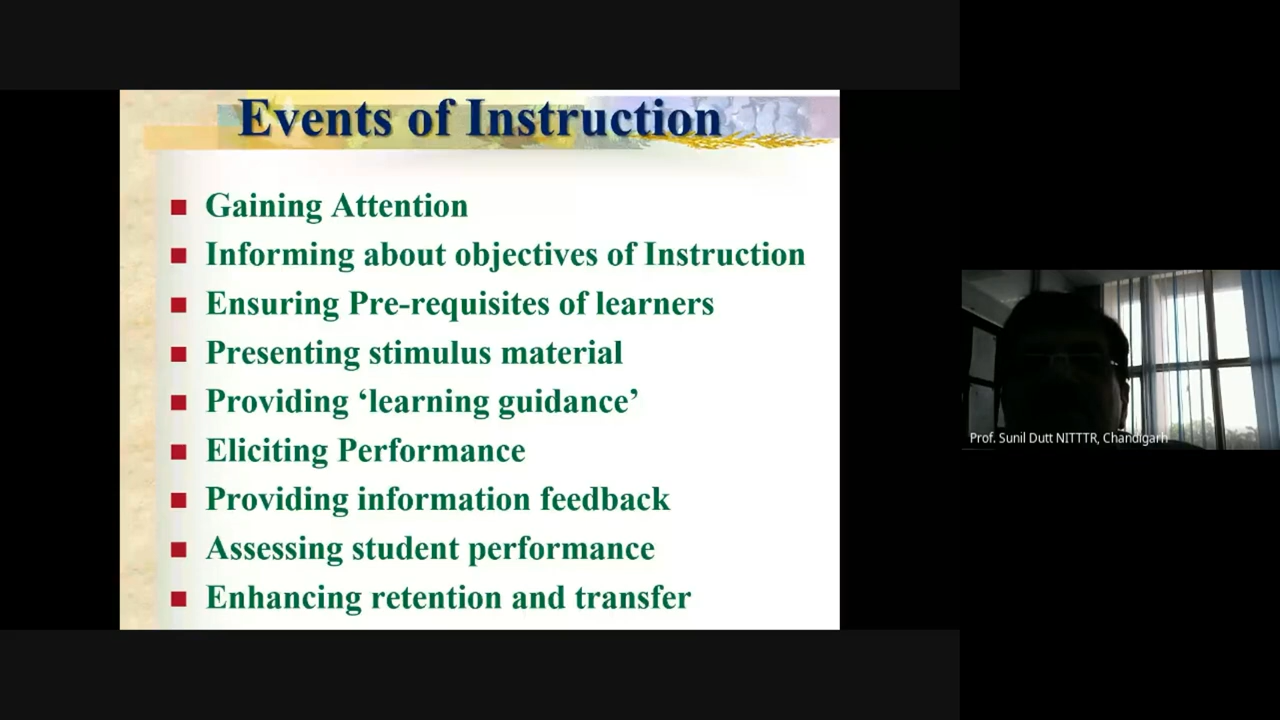 Events of Instruction
Gaining Attention
Informing about objectives of Instruction
Ensuring Pre-requisites of learners
Presenting stimulus material
Providing ‘learning guidance’
Eliciting Performance
Providing information feedback
Assessing student performance
Enhancing retention and transfer
Prof. Sunil Dutt NITTTR, Chandigarh